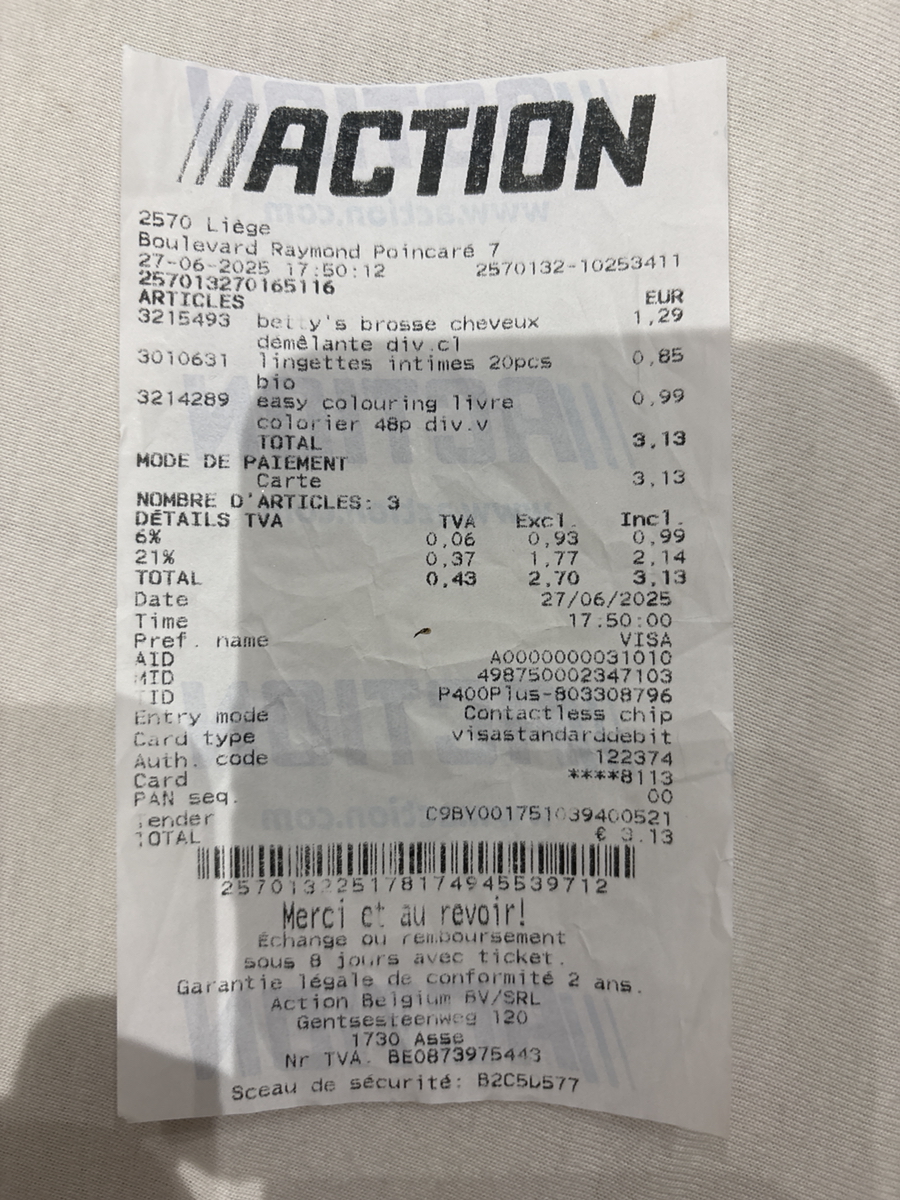 ACTION
2570 Liège
Boulevard Raymond Poincaré 7
27-06-2025 17:50:12 2570132-10253411
257013270165116
ARTICLES EUR
3215493 betty's brosse cheveux 1,29
démêlante div.cl
3010631 lingettes intimes 20pcs 0,85
bio
3214289 easy colouring livre 0,99
colorier 48p div.v
TOTAL 3,13
MODE DE PAIEMENT
Carte 3,13
NOMBRE D'ARTICLES: 3
DÉTAILS TVA TVA Excl. Incl.
6% 0,06 0,93 0,99
21% 0,37 1,77 2,14
TOTAL 0,43 2,70 3,13
Date 27/06/2025
Time 17:50:00
Pref. name VISA
AID A0000000031010
MID 498750002347103
TID P400Plus-803308796
Entry mode Contactless chip
Card type visastandarddebit
Auth. code 122374
Card ****8113
PAN seq. 00
Tender C9BY001751039400521
TOTAL € 3.13
257013225178174945539712
Merci et au revoir!
Échange ou remboursement
sous 8 jours avec ticket.
Garantie légale de conformité 2 ans.
Action Belgium BV/SRL
Gentsesteenweg 120
1730 Asse
Nr TVA. BE0873975443
Sceau de sécurité: B2C5D577
www.action.com